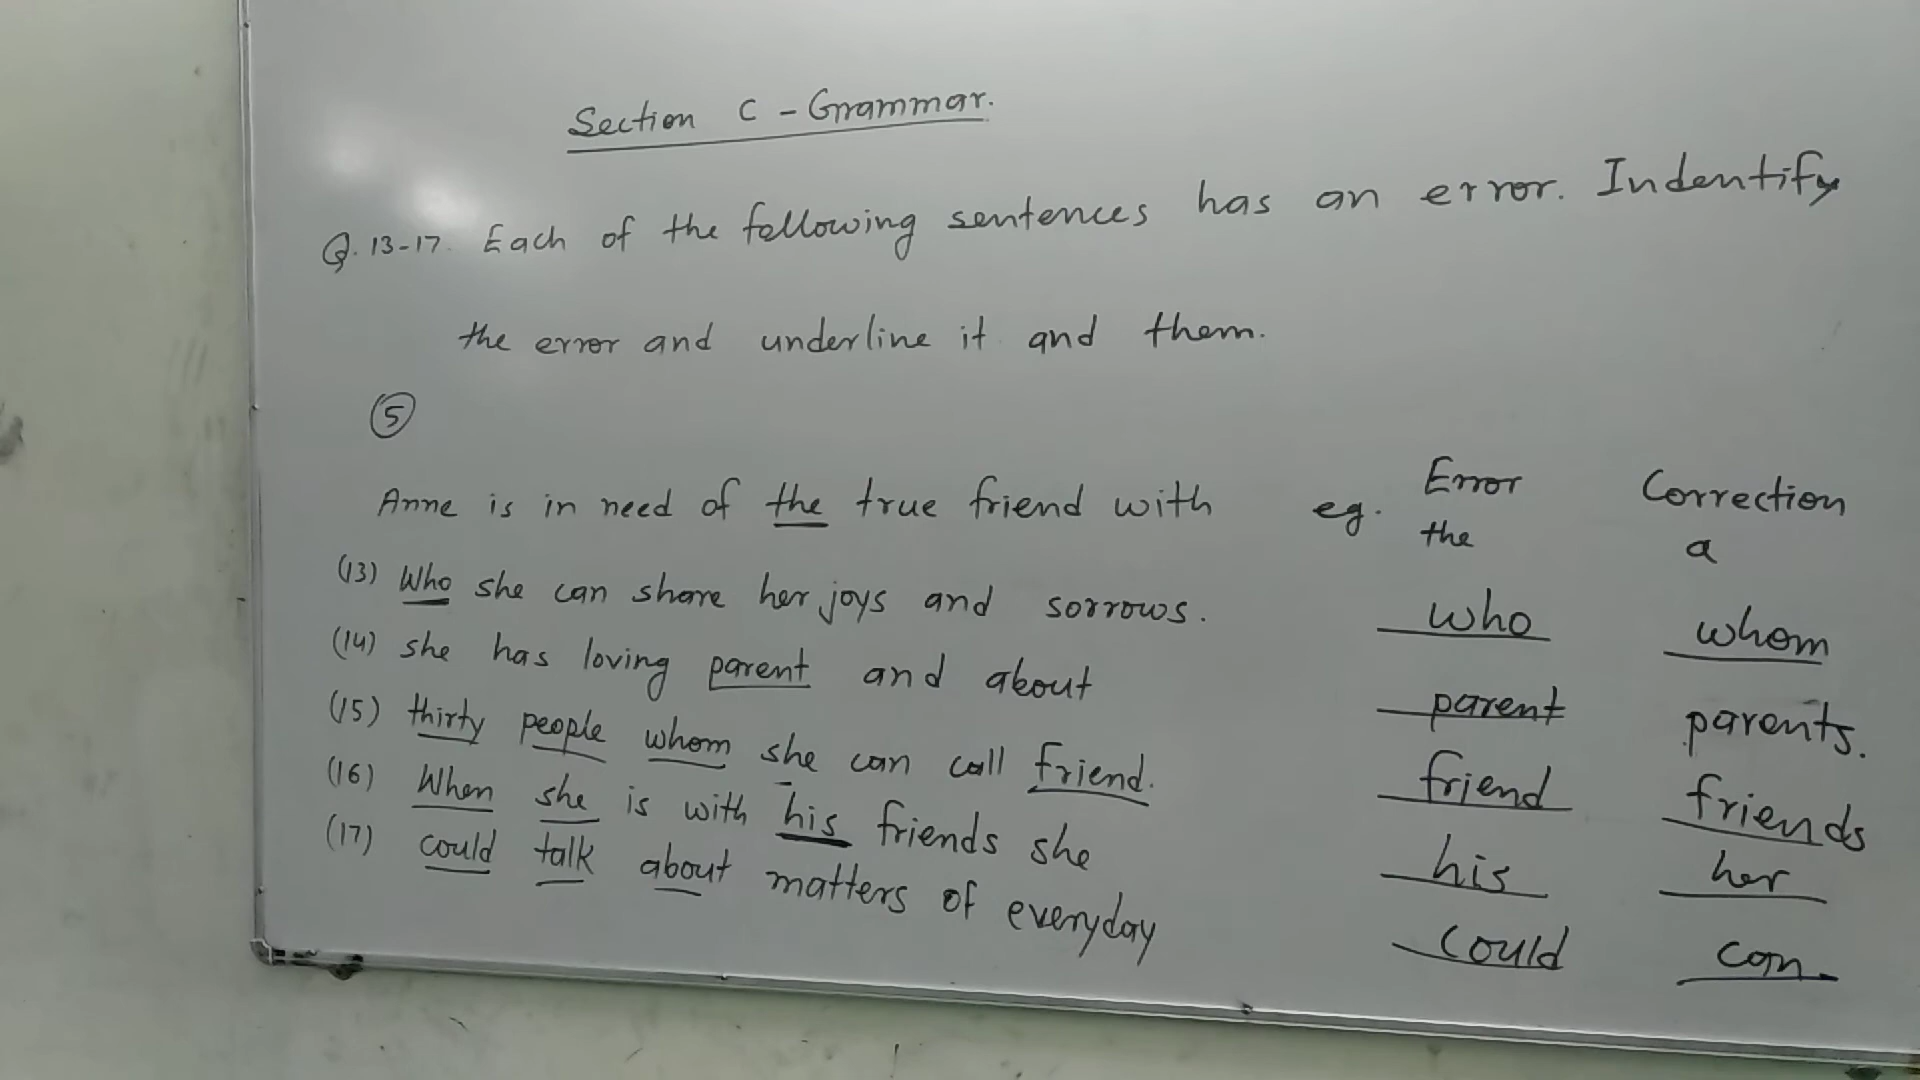 Section C - Grammar.
Q. 13-17. Each of the following sentences has an error. Indentify
the error and underline it and them.
5
Error Correction
Anne is in need of the true friend with eg. the a
(13) Who she can share her joys and sorrows. who whom
(14) she has loving parent and about parent parents.
(15) thirty people whom she can call friend. friend friends
(16) When she is with his friends she his her
(17) could talk about matters of everyday could can